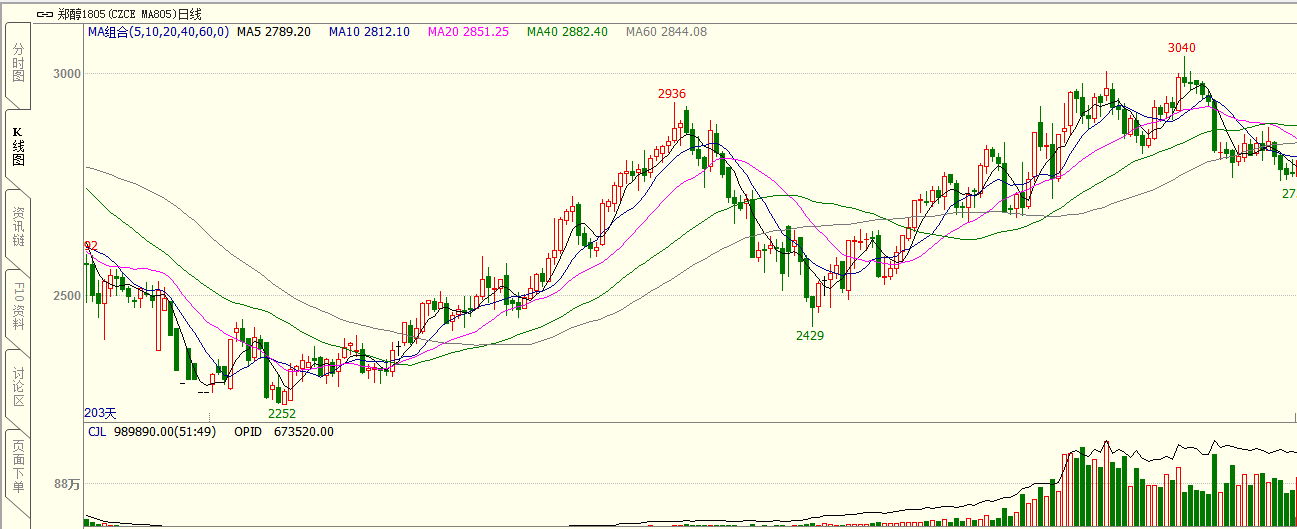 郑醇1805(CZCE MA805)日线
MA组合(5,10,20,40,60,0) MA5 2789.20 MA10 2812.10 MA20 2851.25 MA40 2882.40 MA60 2844.08
分时图
K线图
资讯链
F10资料
讨论区
页面下单
3040
3000
2936
27
92
2500
2429
203天
2252
CJL 989890.00(51:49) OPID 673520.00
88万